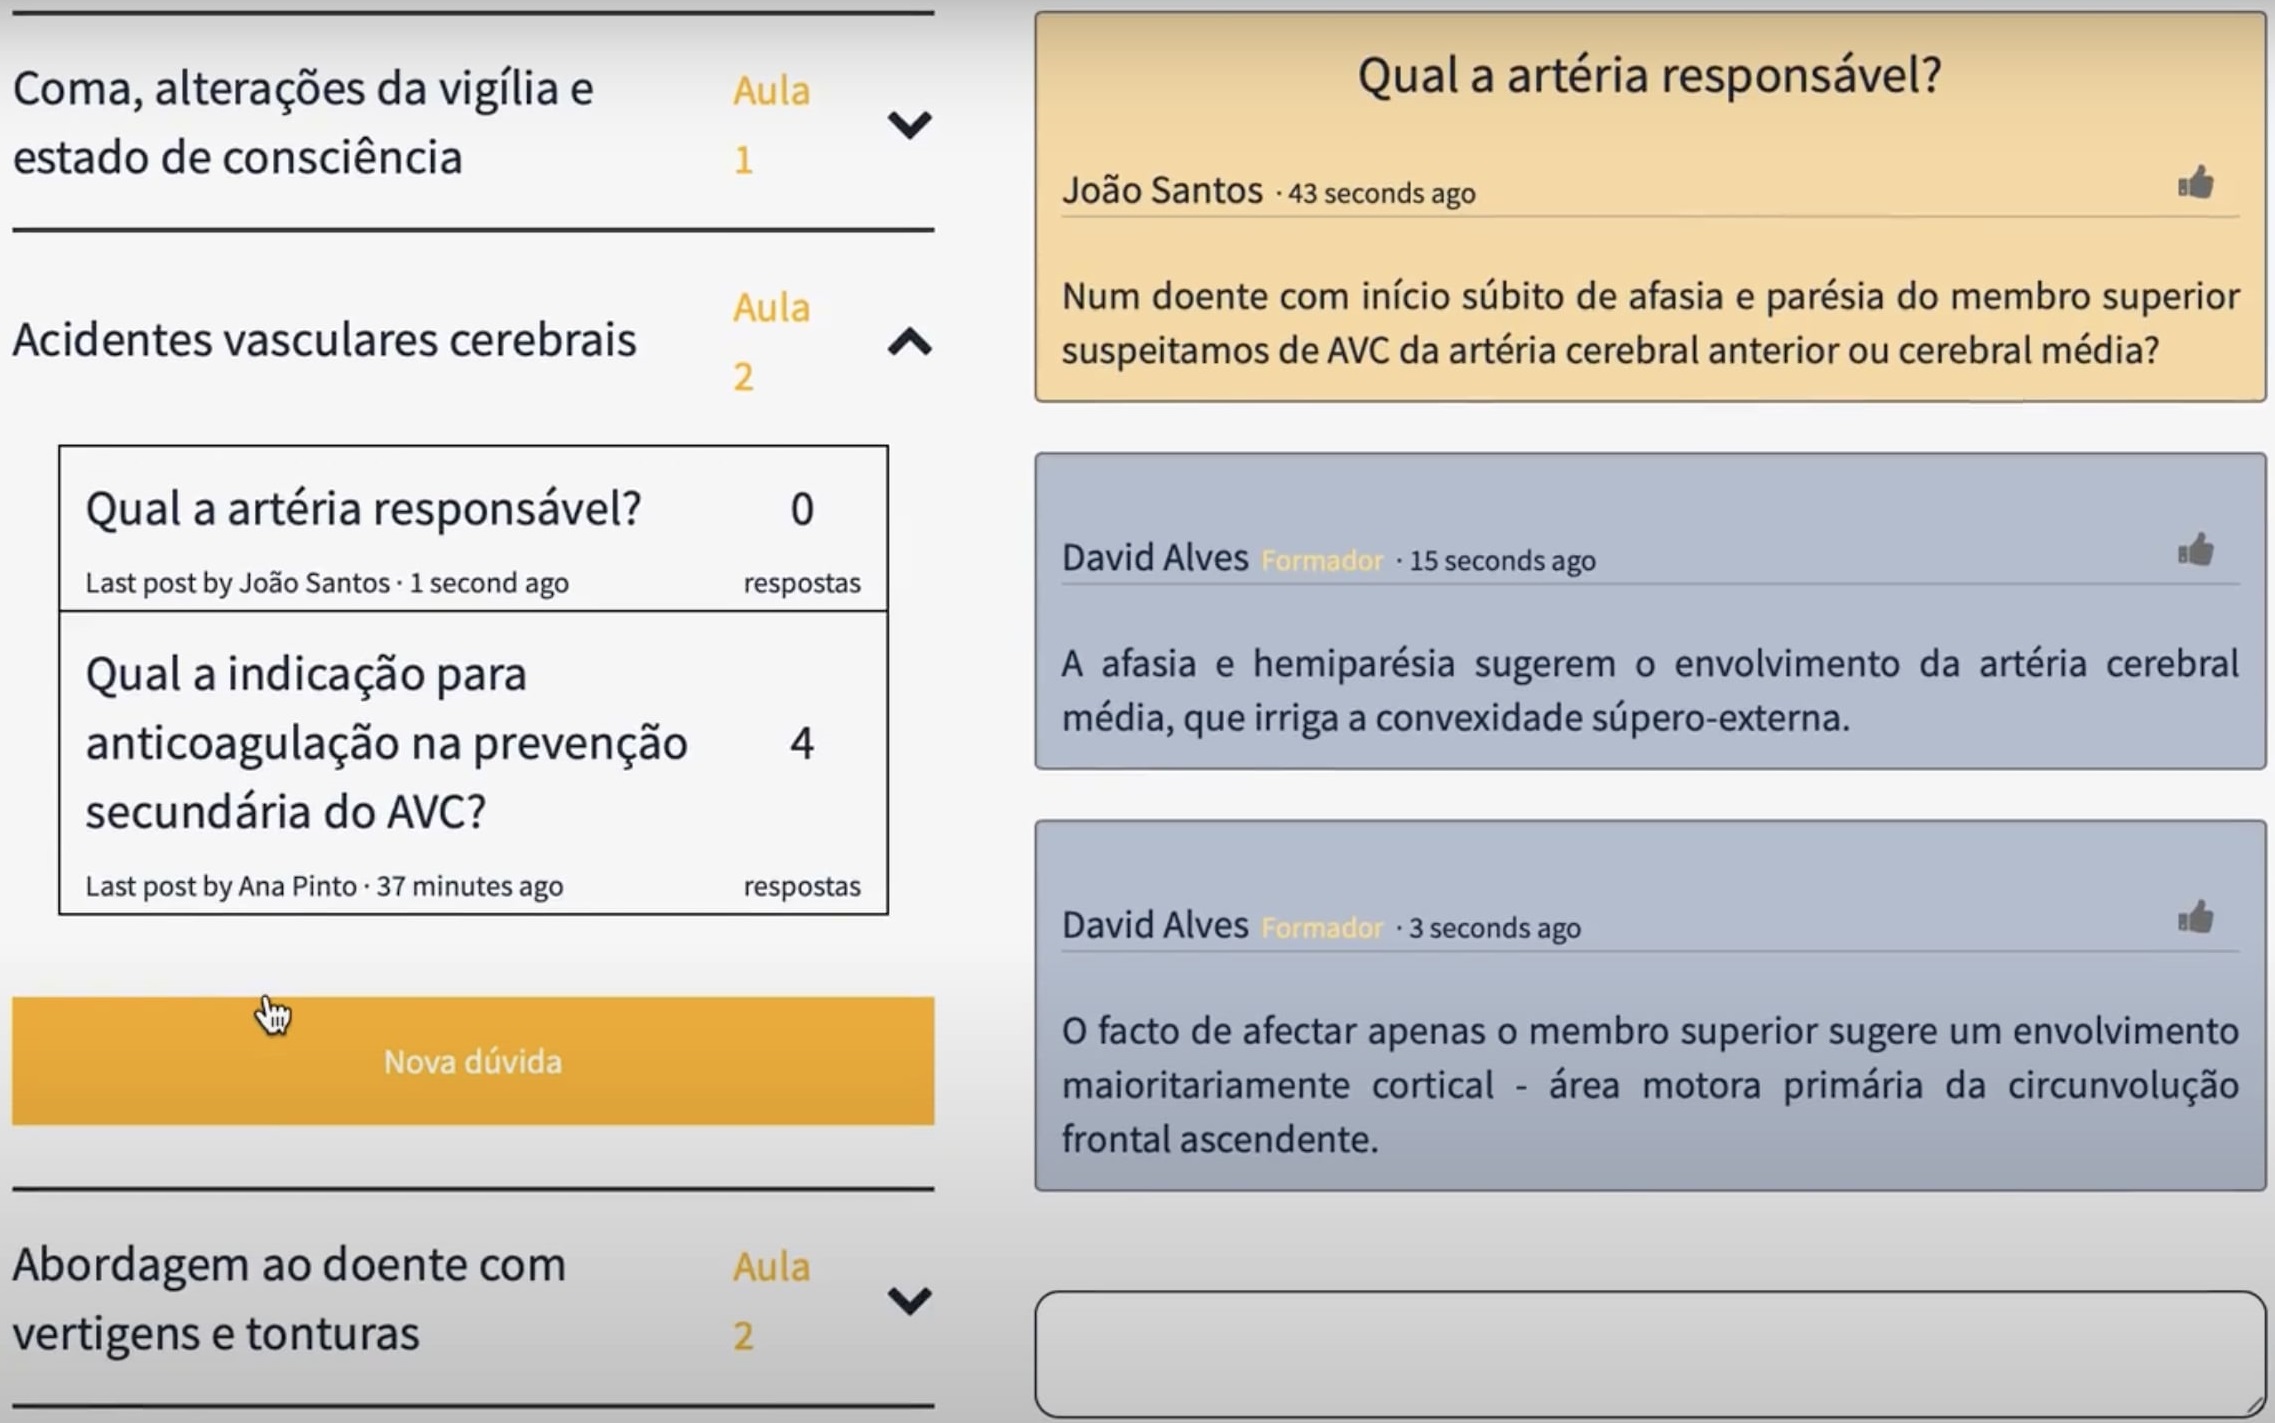 Coma, alterações da vigília e
estado de consciência
Aula
1
Acidentes vasculares cerebrais
Aula
2
Qual a artéria responsável?
0
Last post by João Santos · 1 second ago
respostas
Qual a indicação para
anticoagulação na prevenção
secundária do AVC?
4
Last post by Ana Pinto · 37 minutes ago
respostas
Nova dúvida
Abordagem ao doente com
vertigens e tonturas
Aula
2
Qual a artéria responsável?
João Santos · 43 seconds ago
Num doente com início súbito de afasia e parésia do membro superior
suspeitamos de AVC da artéria cerebral anterior ou cerebral média?
David Alves Formador · 15 seconds ago
A afasia e hemiparésia sugerem o envolvimento da artéria cerebral
média, que irriga a convexidade súpero-externa.
David Alves Formador · 3 seconds ago
O facto de afectar apenas o membro superior sugere um envolvimento
maioritariamente cortical - área motora primária da circunvolução
frontal ascendente.